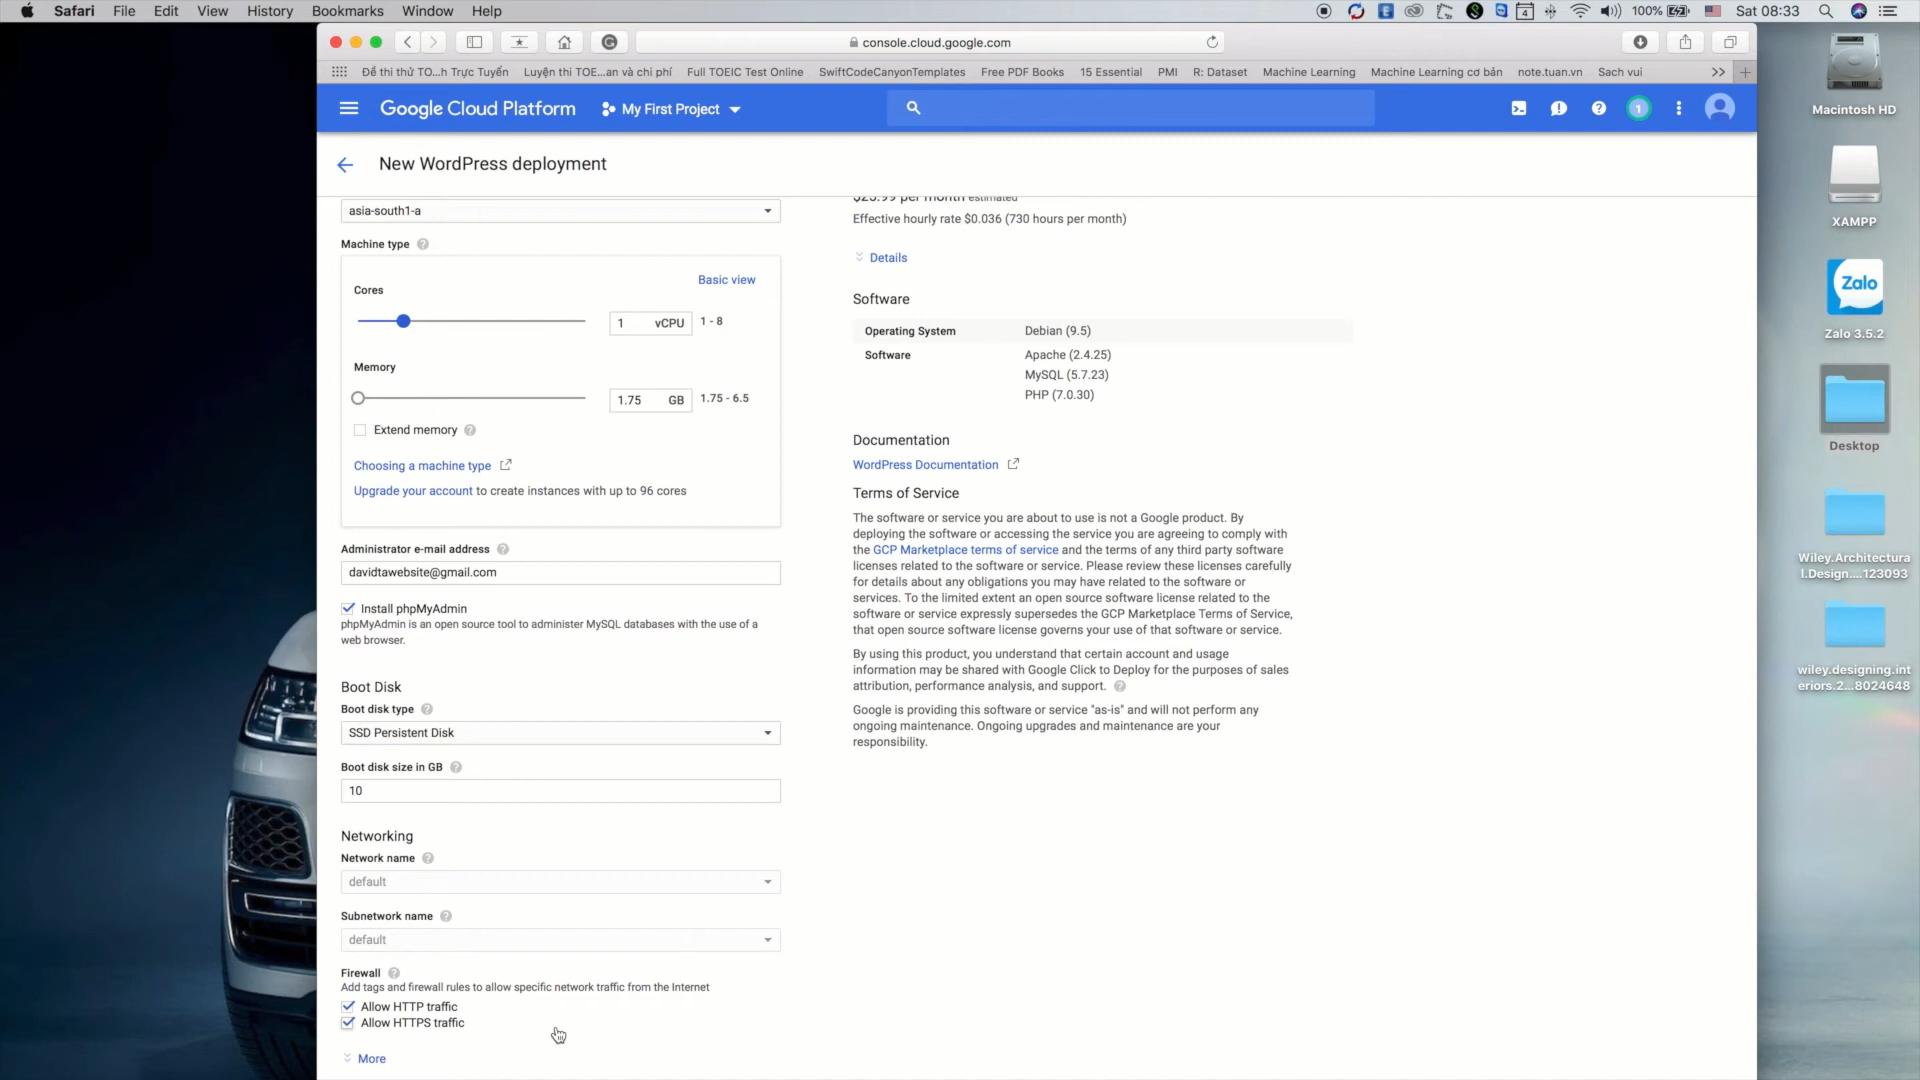 Safari File Edit View History Bookmarks Window Help
4 100% Sat 08:33
console.cloud.google.com
Đề thi thử TO...h Trực Tuyến Luyện thi TOE...an và chi phí Full TOEIC Test Online SwiftCodeCanyonTemplates Free PDF Books 15 Essential PMI R: Dataset Machine Learning Machine Learning cơ bản note.tuan.vn Sach vui
Google Cloud Platform My First Project 1
New WordPress deployment
asia-south1-a
Machine type
Basic view
Cores
1 vCPU 1 - 8
Memory
1.75 GB 1.75 - 6.5
Extend memory
Choosing a machine type
Upgrade your account to create instances with up to 96 cores
Administrator e-mail address
davidtawebsite@gmail.com
Install phpMyAdmin
phpMyAdmin is an open source tool to administer MySQL databases with the use of a
web browser.
Boot Disk
Boot disk type
SSD Persistent Disk
Boot disk size in GB
10
Networking
Network name
default
Subnetwork name
default
Firewall
Add tags and firewall rules to allow specific network traffic from the Internet
Allow HTTP traffic
Allow HTTPS traffic
More
$25.99 per month estimated
Effective hourly rate $0.036 (730 hours per month)
Details
Software
Operating System Debian (9.5)
Software Apache (2.4.25)
MySQL (5.7.23)
PHP (7.0.30)
Documentation
WordPress Documentation
Terms of Service
The software or service you are about to use is not a Google product. By
deploying the software or accessing the service you are agreeing to comply with
the GCP Marketplace terms of service and the terms of any third party software
licenses related to the software or service. Please review these licenses carefully
for details about any obligations you may have related to the software or
services. To the limited extent an open source software license related to the
software or service expressly supersedes the GCP Marketplace Terms of Service,
that open source software license governs your use of that software or service.
By using this product, you understand that certain account and usage
information may be shared with Google Click to Deploy for the purposes of sales
attribution, performance analysis, and support.
Google is providing this software or service "as-is" and will not perform any
ongoing maintenance. Ongoing upgrades and maintenance are your
responsibility.
Macintosh HD
XAMPP
Zalo
Zalo 3.5.2
Desktop
Wiley.Architectura
l.Design....123093
wiley.designing.int
eriors.2...8024648